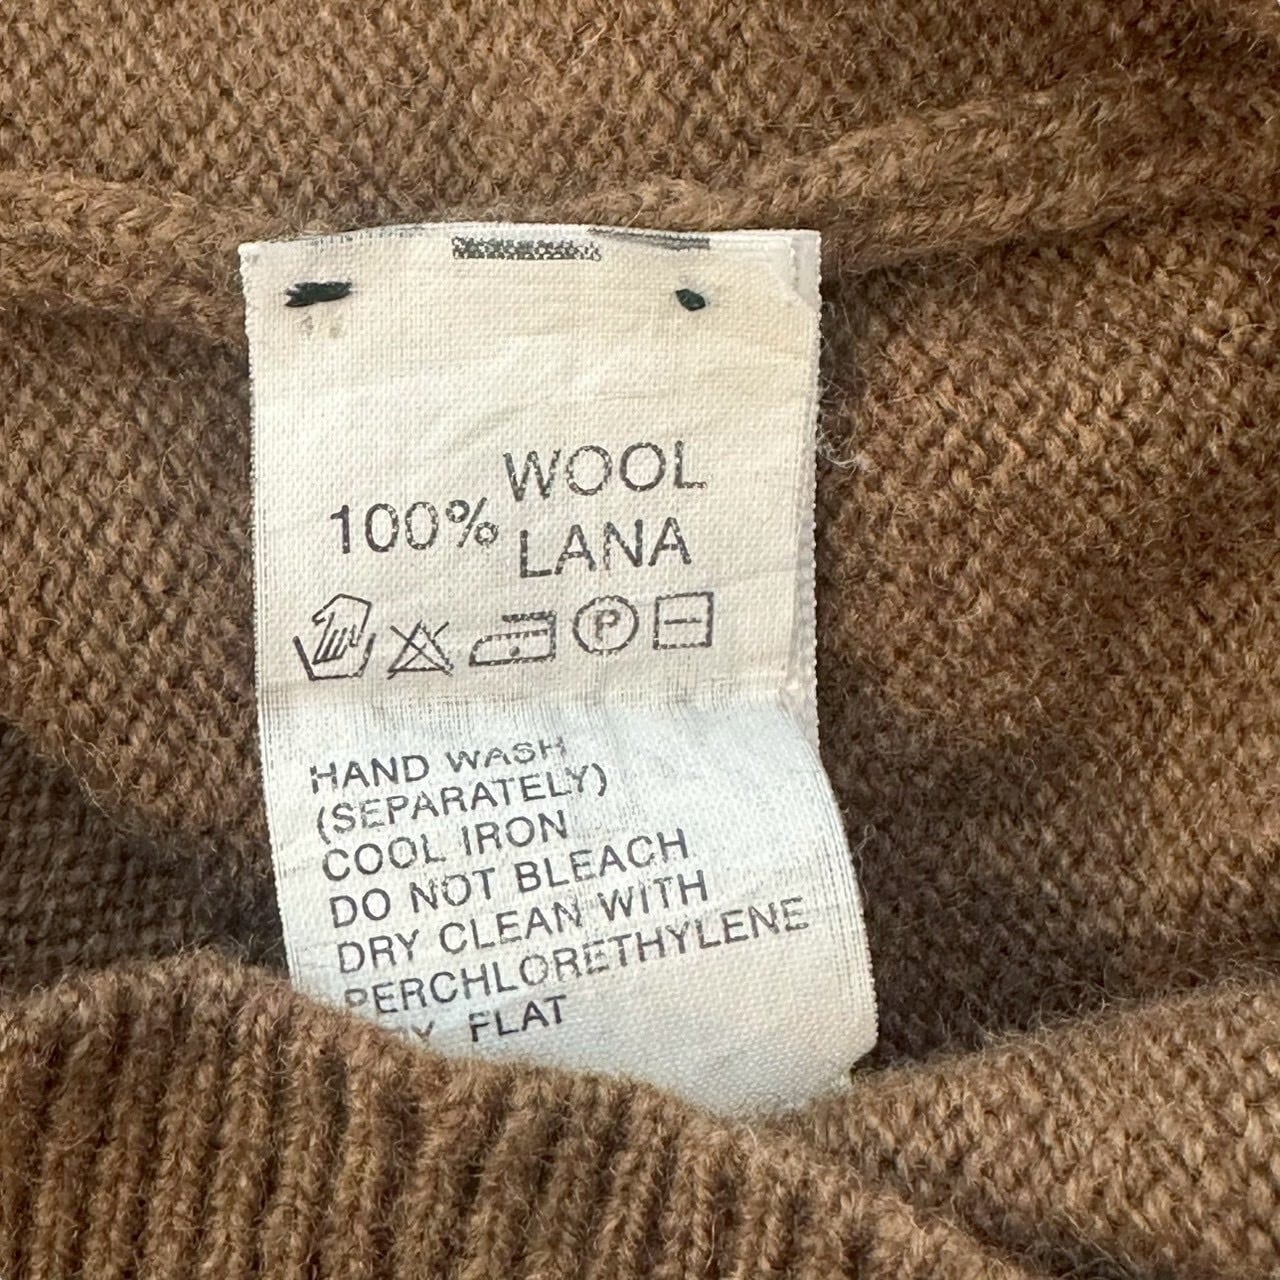 100% WOOL
LANA
P
HAND WASH
(SEPARATELY)
COOL IRON
DO NOT BLEACH
DRY CLEAN WITH
PERCHLORETHYLENE
FLAT